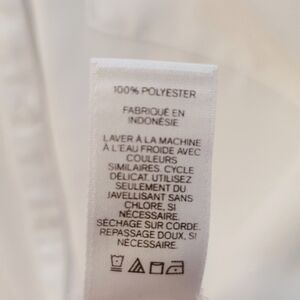 100% POLYESTER
FABRIQUÉ EN
INDONÉSIE
LAVER À LA MACHINE
À L'EAU FROIDE AVEC
COULEURS
SIMILAIRES. CYCLE
DÉLICAT. UTILISEZ
SEULEMENT DU
JAVELLISANT SANS
CHLORE, SI
NÉCESSAIRE.
SÉCHAGE SUR CORDE.
REPASSAGE DOUX, SI
NÉCESSAIRE.